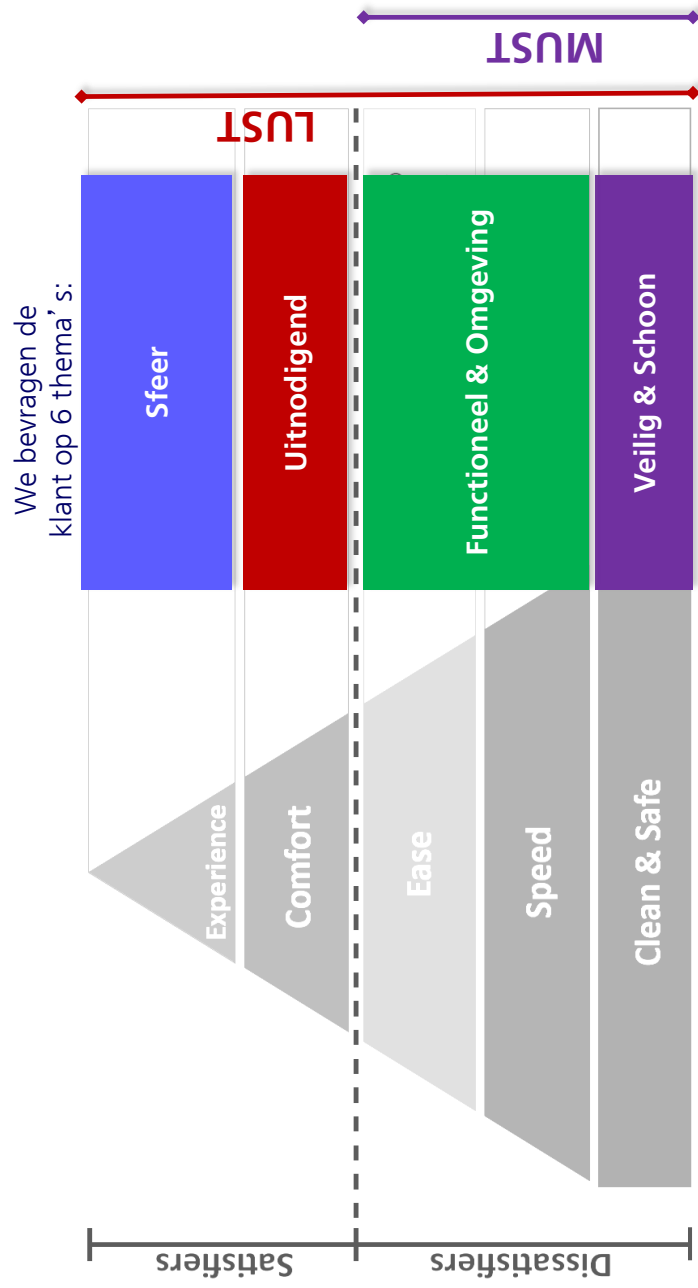 We bevragen de
klant op 6 thema’s:
MUST
LUST
Sfeer
Uitnodigend
Functioneel & Omgeving
Veilig & Schoon
Experience
Comfort
Ease
Speed
Clean & Safe
Satisfiers
Dissatisfiers